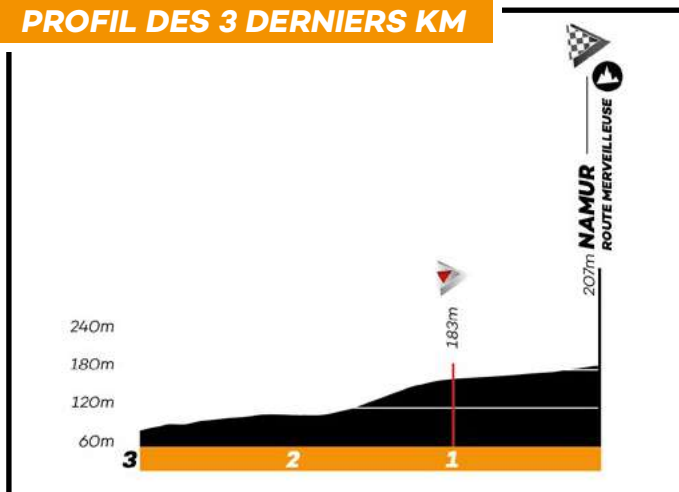 PROFIL DES 3 DERNIERS KM
207m NAMUR
ROUTE MERVEILLEUSE
183m
240m
180m
120m
60m
3 2 1